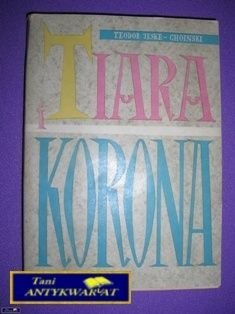 TEODOR JESKE-CHOIŃSKI
TIARA
i
KORONA
Tani
ANTYKWARIAT